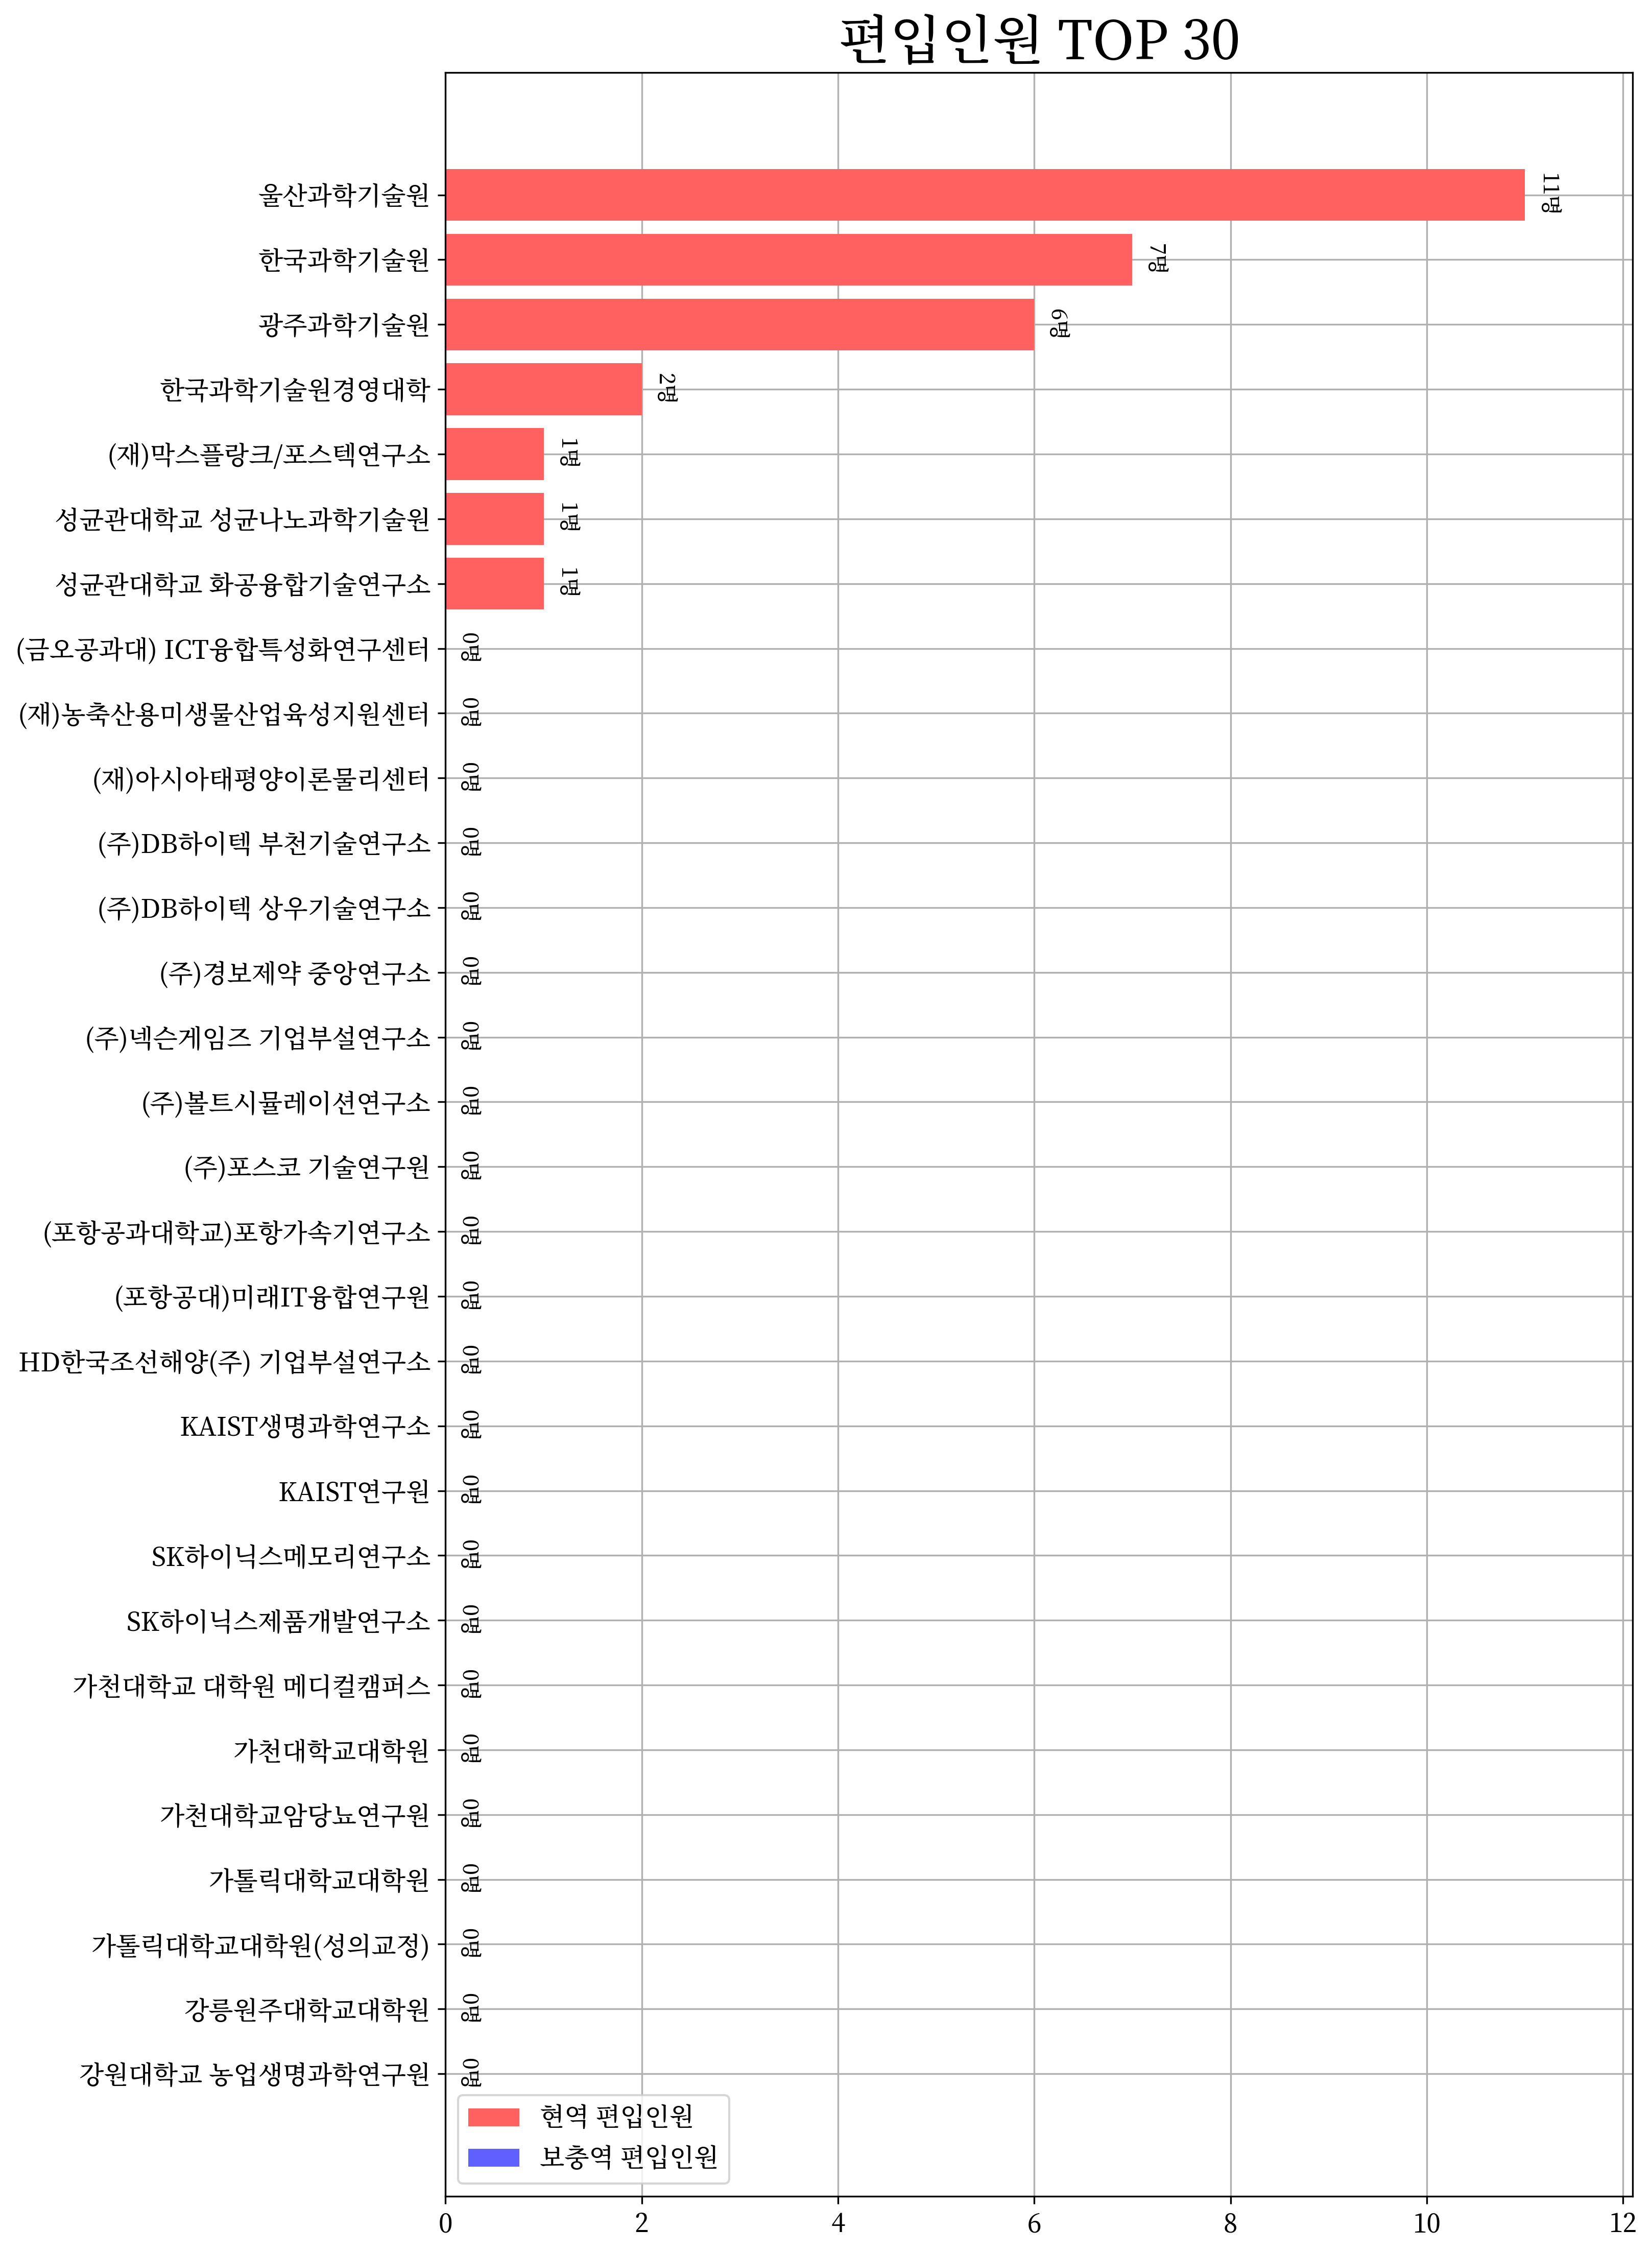 편입인원 TOP 30
울산과학기술원
11명
한국과학기술원
7명
광주과학기술원
6명
한국과학기술원경영대학
2명
(재)막스플랑크/포스텍연구소
1명
성균관대학교 성균나노과학기술원
1명
성균관대학교 화공융합기술연구소
1명
(금오공과대) ICT융합특성화연구센터
0명
(재)농축산용미생물산업육성지원센터
0명
(재)아시아태평양이론물리센터
0명
(주)DB하이텍 부천기술연구소
0명
(주)DB하이텍 상우기술연구소
0명
(주)경보제약 중앙연구소
0명
(주)넥슨게임즈 기업부설연구소
0명
(주)볼트시뮬레이션연구소
0명
(주)포스코 기술연구원
0명
(포항공과대학교)포항가속기연구소
0명
(포항공대)미래IT융합연구원
0명
HD한국조선해양(주) 기업부설연구소
0명
KAIST생명과학연구소
0명
KAIST연구원
0명
SK하이닉스메모리연구소
0명
SK하이닉스제품개발연구소
0명
가천대학교 대학원 메디컬캠퍼스
0명
가천대학교대학원
0명
가천대학교암당뇨연구원
0명
가톨릭대학교대학원
0명
가톨릭대학교대학원(성의교정)
0명
강릉원주대학교대학원
0명
강원대학교 농업생명과학연구원
0명
현역 편입인원
보충역 편입인원
0 2 4 6 8 10 12